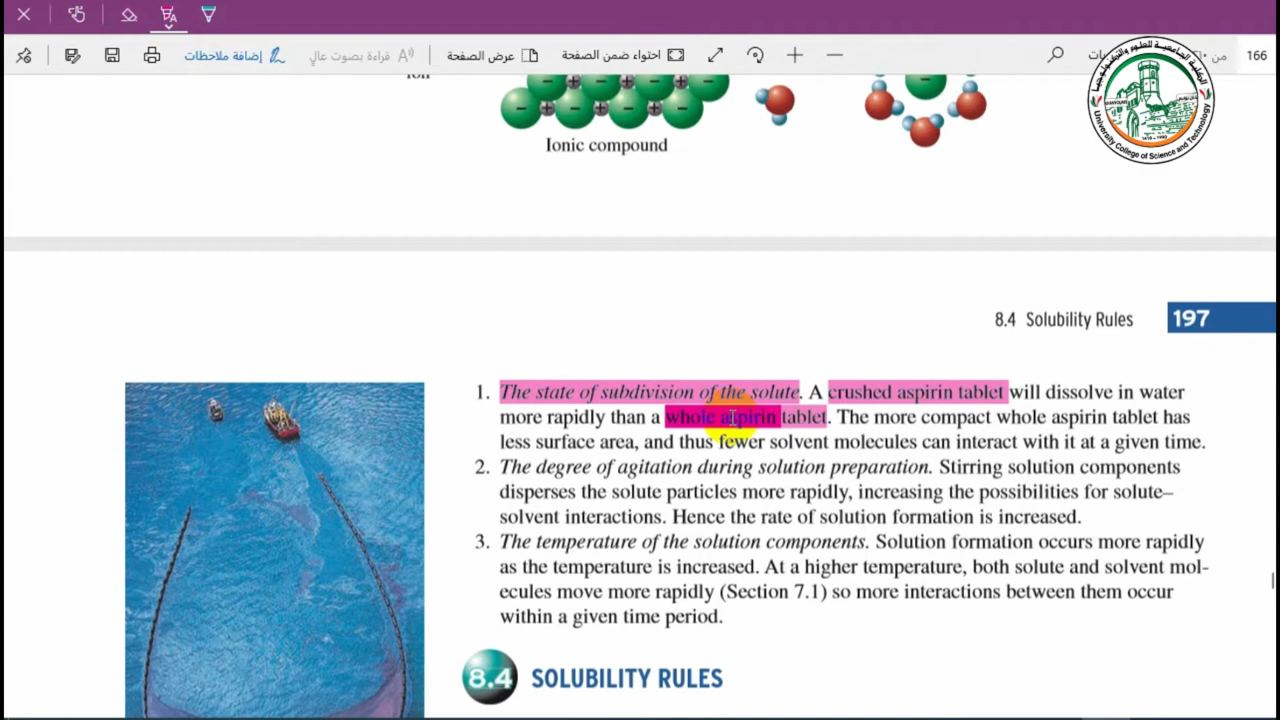 إضافة ملاحظات
قراءة بصوت عالٍ
عرض الصفحة
احتواء ضمن الصفحة
من
166
University College of Science and Technology
Ionic compound
8.4 Solubility Rules 197
1. The state of subdivision of the solute. A crushed aspirin tablet will dissolve in water
more rapidly than a whole aspirin tablet. The more compact whole aspirin tablet has
less surface area, and thus fewer solvent molecules can interact with it at a given time.
2. The degree of agitation during solution preparation. Stirring solution components
disperses the solute particles more rapidly, increasing the possibilities for solute–
solvent interactions. Hence the rate of solution formation is increased.
3. The temperature of the solution components. Solution formation occurs more rapidly
as the temperature is increased. At a higher temperature, both solute and solvent mol-
ecules move more rapidly (Section 7.1) so more interactions between them occur
within a given time period.
8.4 SOLUBILITY RULES